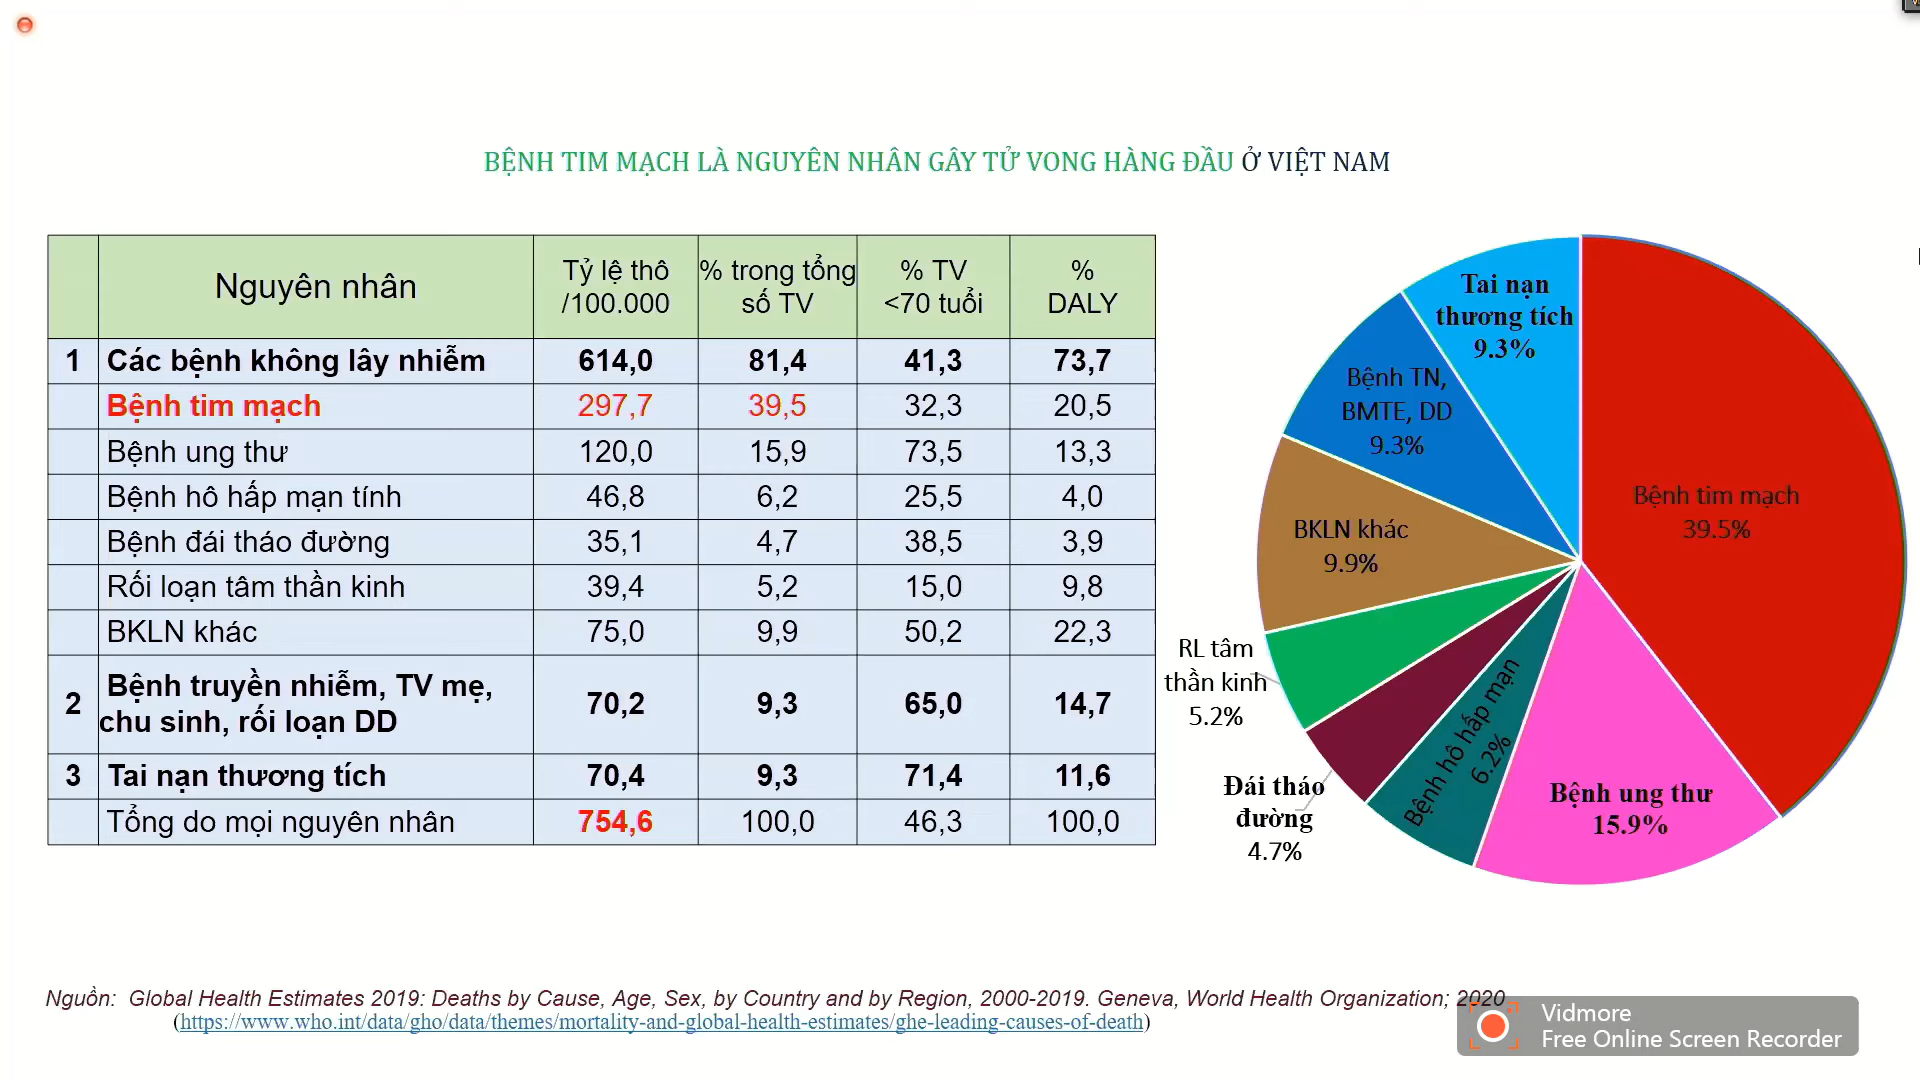 BỆNH TIM MẠCH LÀ NGUYÊN NHÂN GÂY TỬ VONG HÀNG ĐẦU Ở VIỆT NAM
Nguyên nhân
Tỷ lệ thô
/100.000
% trong tổng
số TV
% TV
<70 tuổi
%
DALY
1 Các bệnh không lây nhiễm 614,0 81,4 41,3 73,7
Bệnh tim mạch 297,7 39,5 32,3 20,5
Bệnh ung thư 120,0 15,9 73,5 13,3
Bệnh hô hấp mạn tính 46,8 6,2 25,5 4,0
Bệnh đái tháo đường 35,1 4,7 38,5 3,9
Rối loạn tâm thần kinh 39,4 5,2 15,0 9,8
BKLN khác 75,0 9,9 50,2 22,3
2 Bệnh truyền nhiễm, TV mẹ,
chu sinh, rối loạn DD 70,2 9,3 65,0 14,7
3 Tai nạn thương tích 70,4 9,3 71,4 11,6
Tổng do mọi nguyên nhân 754,6 100,0 46,3 100,0
Tai nạn
thương tích
9.3%
Bệnh TN,
BMTE, DD
9.3%
Bệnh tim mạch
39.5%
BKLN khác
9.9%
RL tâm
thần kinh
5.2%
Đái tháo
đường
4.7%
Bệnh hô hấp mạn
6.2%
Bệnh ung thư
15.9%
Nguồn: Global Health Estimates 2019: Deaths by Cause, Age, Sex, by Country and by Region, 2000-2019. Geneva, World Health Organization; 2020
(https://www.who.int/data/gho/data/themes/mortality-and-global-health-estimates/ghe-leading-causes-of-death)
Vidmore
Free Online Screen Recorder